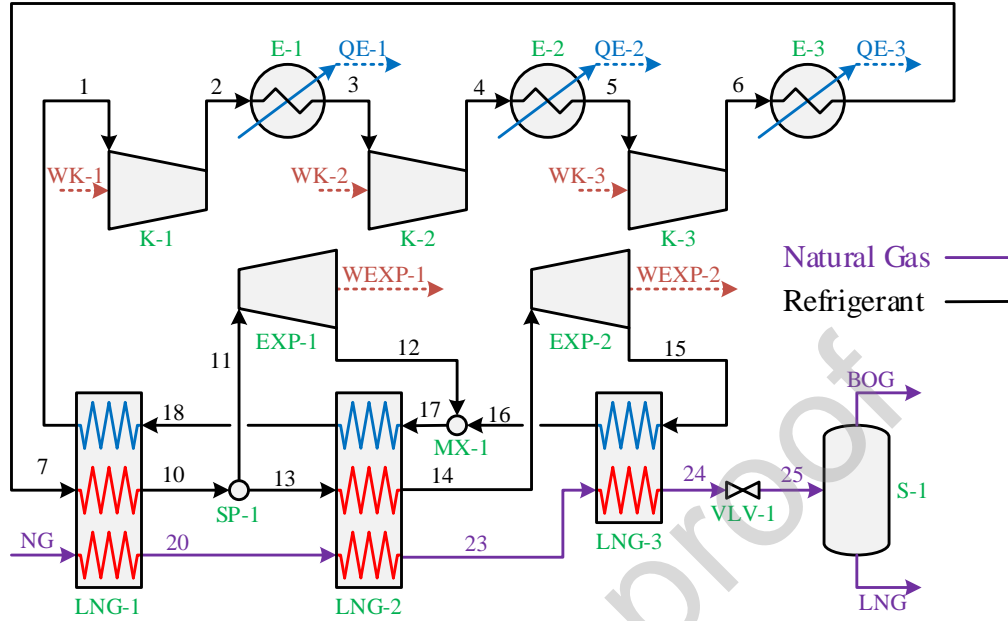 E-1
QE-1
E-2
QE-2
E-3
QE-3
1
2
3
4
5
6
WK-1
WK-2
WK-3
K-1
K-2
K-3
Natural Gas
Refrigerant
WEXP-1
WEXP-2
EXP-1
EXP-2
11
12
15
BOG
7
18
17
16
MX-1
10
13
14
SP-1
24
25
VLV-1
S-1
NG
20
23
LNG-1
LNG-2
LNG-3
LNG
proof